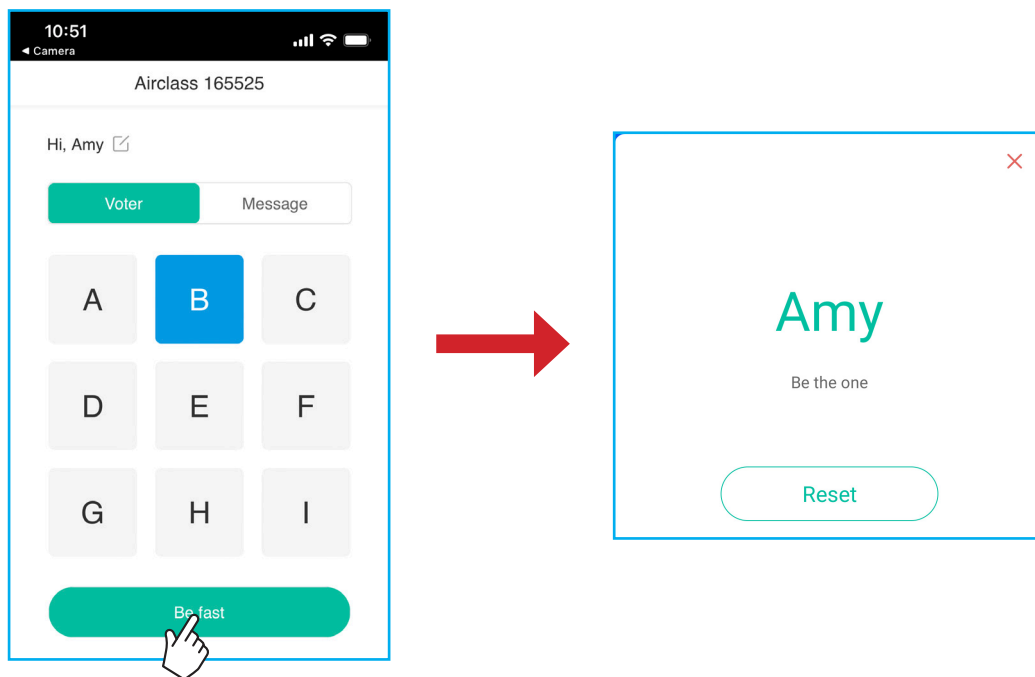 10:51
◀ Camera
Airclass 165525
Hi, Amy
Voter Message
A B C
D E F
G H I
Be fast
Amy
Be the one
Reset